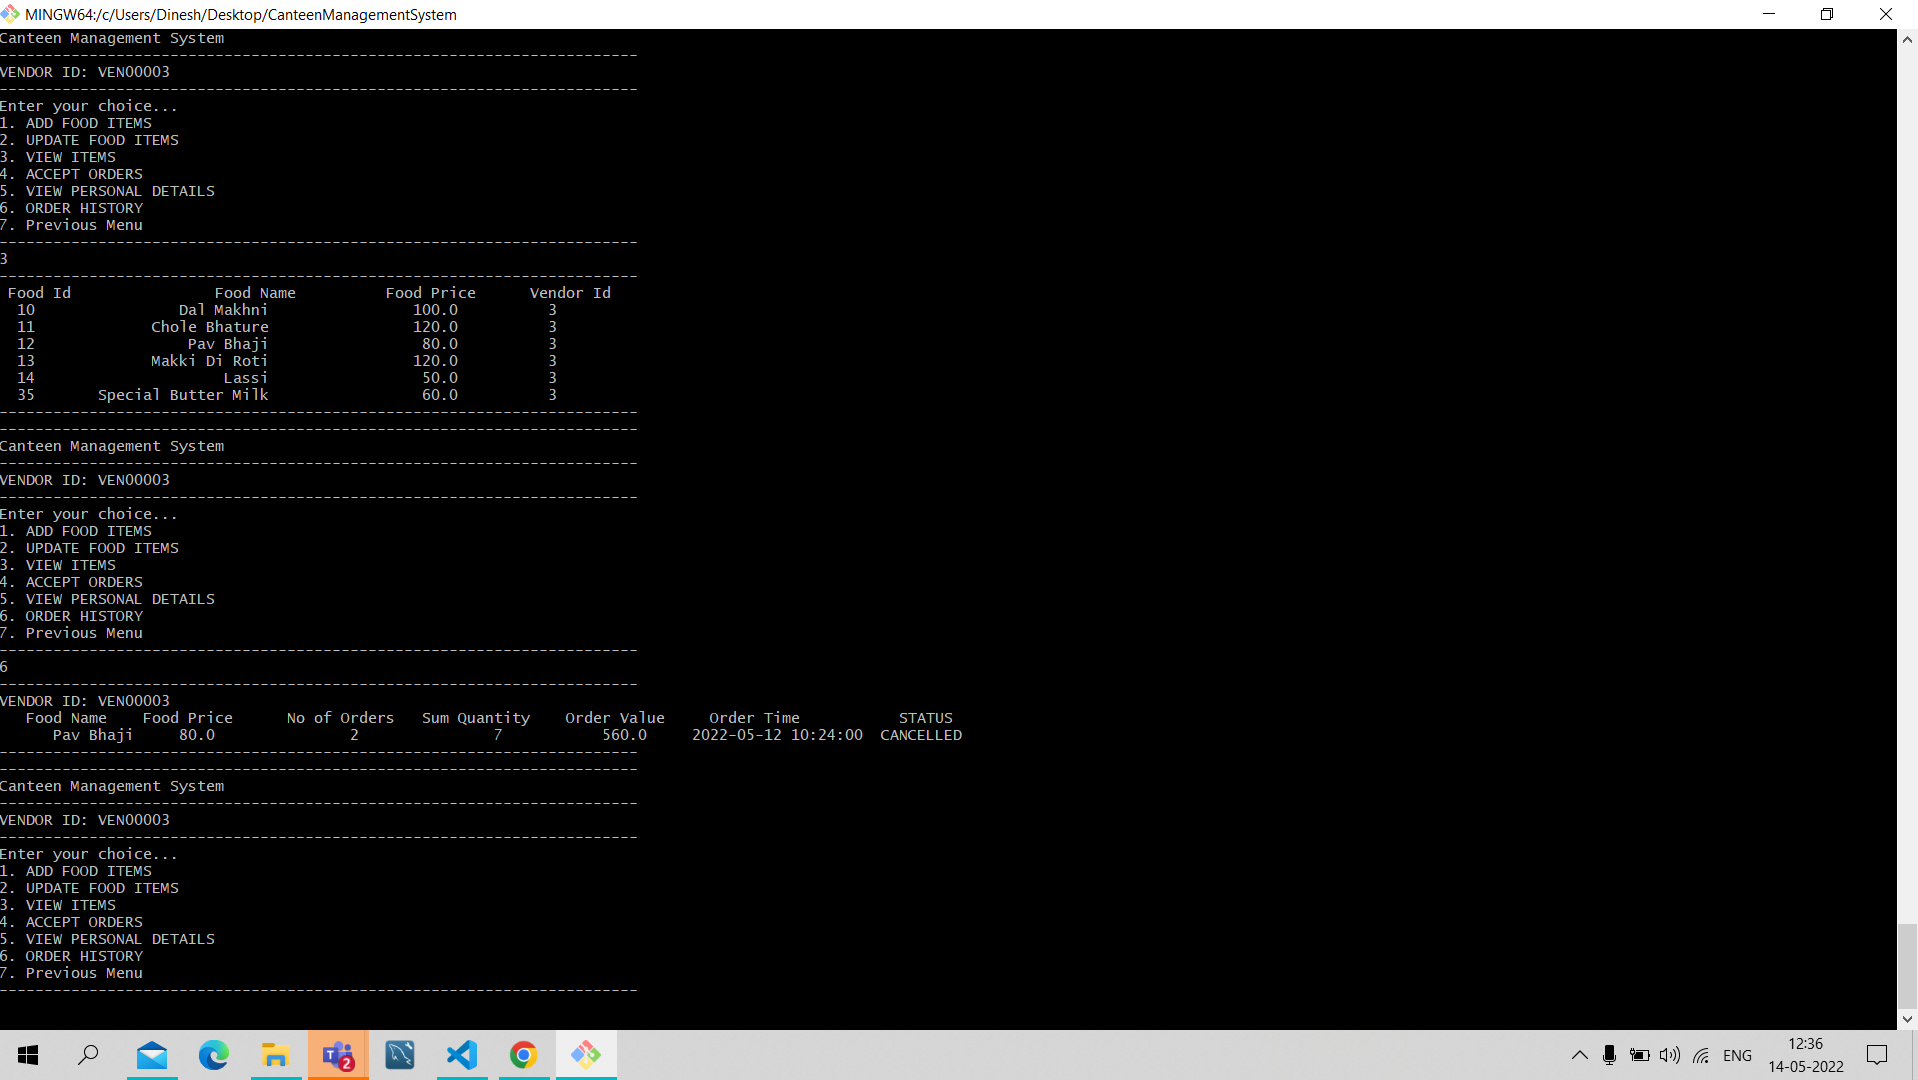 MINGW64:/c/Users/Dinesh/Desktop/CanteenManagementSystem
Canteen Management System
-----------------------------------------------------------------------
VENDOR ID: VEN00003
-----------------------------------------------------------------------
Enter your choice...
1. ADD FOOD ITEMS
2. UPDATE FOOD ITEMS
3. VIEW ITEMS
4. ACCEPT ORDERS
5. VIEW PERSONAL DETAILS
6. ORDER HISTORY
7. Previous Menu
-----------------------------------------------------------------------
3
-----------------------------------------------------------------------
Food Id Food Name Food Price Vendor Id
10 Dal Makhni 100.0 3
11 Chole Bhature 120.0 3
12 Pav Bhaji 80.0 3
13 Makki Di Roti 120.0 3
14 Lassi 50.0 3
35 Special Butter Milk 60.0 3
-----------------------------------------------------------------------
-----------------------------------------------------------------------
Canteen Management System
-----------------------------------------------------------------------
VENDOR ID: VEN00003
-----------------------------------------------------------------------
Enter your choice...
1. ADD FOOD ITEMS
2. UPDATE FOOD ITEMS
3. VIEW ITEMS
4. ACCEPT ORDERS
5. VIEW PERSONAL DETAILS
6. ORDER HISTORY
7. Previous Menu
-----------------------------------------------------------------------
6
-----------------------------------------------------------------------
VENDOR ID: VEN00003
Food Name Food Price No of Orders Sum Quantity Order Value Order Time STATUS
Pav Bhaji 80.0 2 7 560.0 2022-05-12 10:24:00 CANCELLED
-----------------------------------------------------------------------
-----------------------------------------------------------------------
Canteen Management System
-----------------------------------------------------------------------
VENDOR ID: VEN00003
-----------------------------------------------------------------------
Enter your choice...
1. ADD FOOD ITEMS
2. UPDATE FOOD ITEMS
3. VIEW ITEMS
4. ACCEPT ORDERS
5. VIEW PERSONAL DETAILS
6. ORDER HISTORY
7. Previous Menu
-----------------------------------------------------------------------
T 2
ENG
12:36
14-05-2022